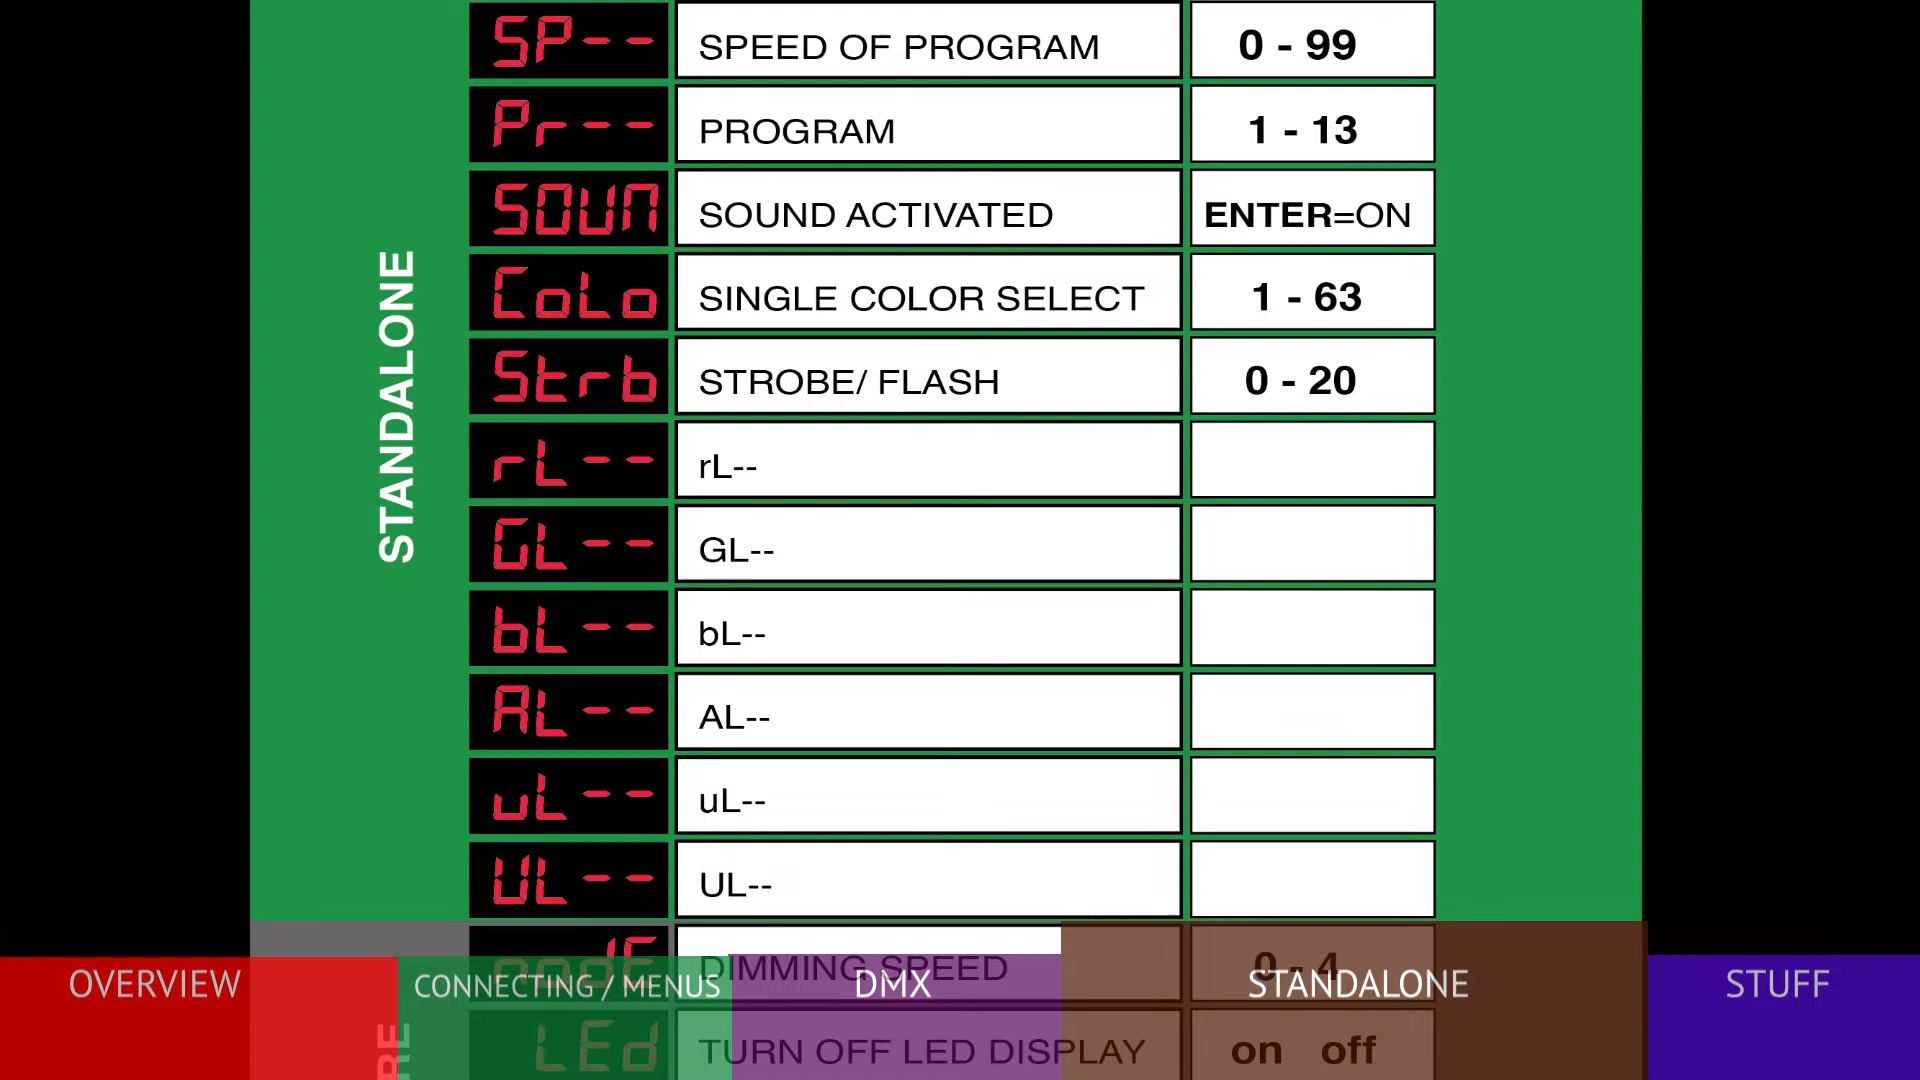 SP-- SPEED OF PROGRAM 0 - 99
Pr-- PROGRAM 1 - 13
SOUN SOUND ACTIVATED ENTER=ON
CoLo SINGLE COLOR SELECT 1 - 63
Strb STROBE/ FLASH 0 - 20
STANDALONE
rL-- rL--
GL-- GL--
bL-- bL--
AL-- AL--
uL-- uL--
UL-- UL--
DIMMING SPEED 0 - 4
OVERVIEW CONNECTING / MENUS DMX STANDALONE STUFF
LEd TURN OFF LED DISPLAY on off